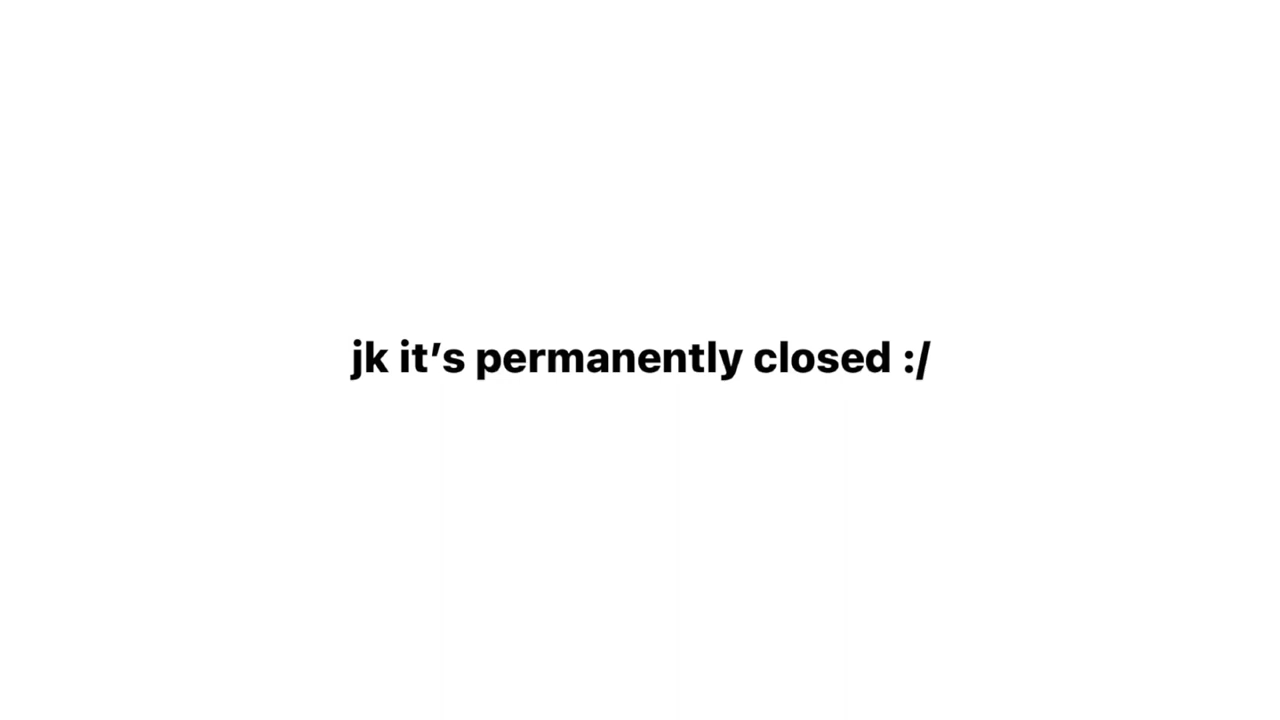 jk it’s permanently closed :/